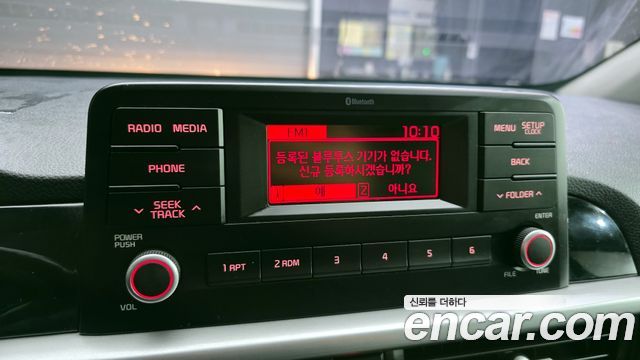 Bluetooth
RADIO MEDIA
FM1 10:10
MENU SETUP CLOCK
등록된 블루투스 기기가 없습니다.
신규 등록하시겠습니까?
1 예 2 아니요
PHONE
BACK
SEEK TRACK
FOLDER
POWER PUSH
ENTER
VOL
1 RPT
2 RDM
3
4
5
6
FILE
TUNE
신뢰를 더하다
encar.com